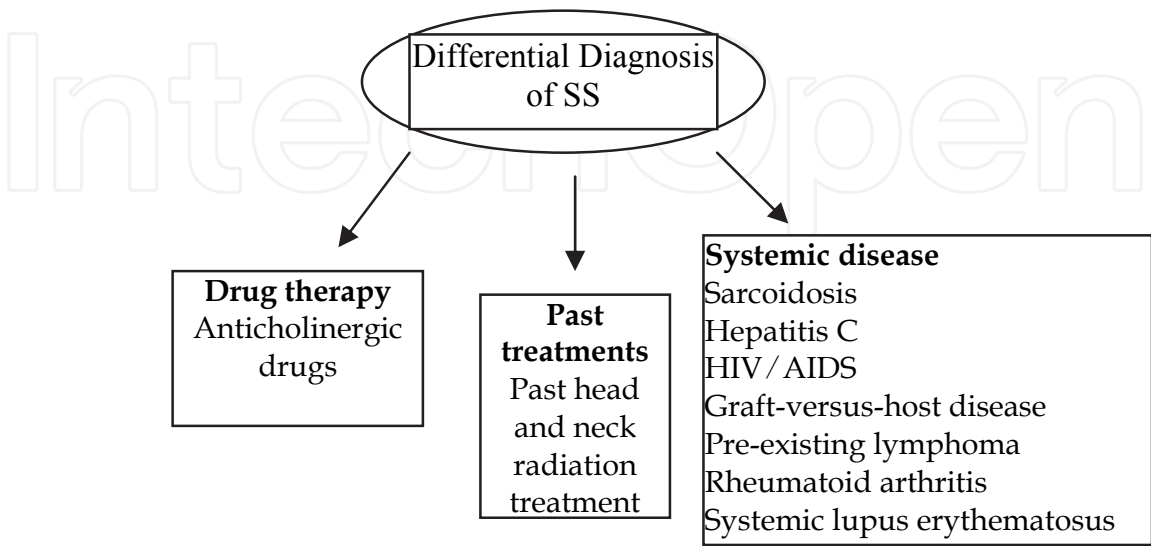 IntechOpen
Differential Diagnosis
of SS
Drug therapy
Anticholinergic
drugs
Past
treatments
Past head
and neck
radiation
treatment
Systemic disease
Sarcoidosis
Hepatitis C
HIV/AIDS
Graft-versus-host disease
Pre-existing lymphoma
Rheumatoid arthritis
Systemic lupus erythematosus